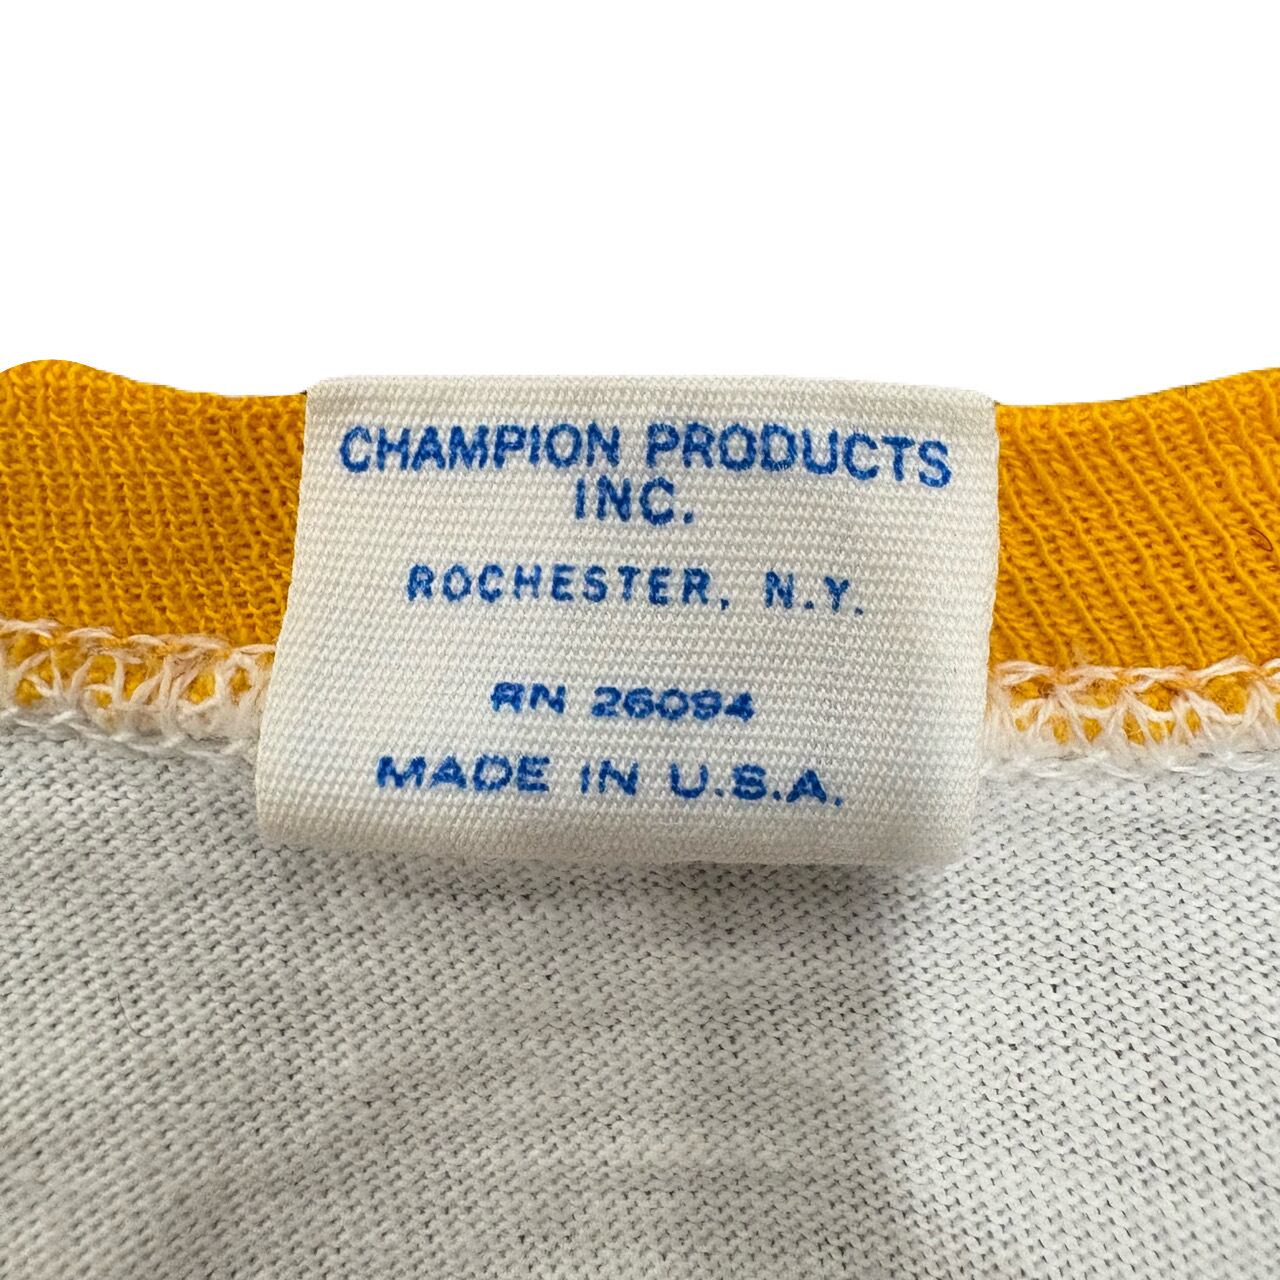 CHAMPION PRODUCTS
INC.
ROCHESTER, N.Y.
RN 26094
MADE IN U.S.A.